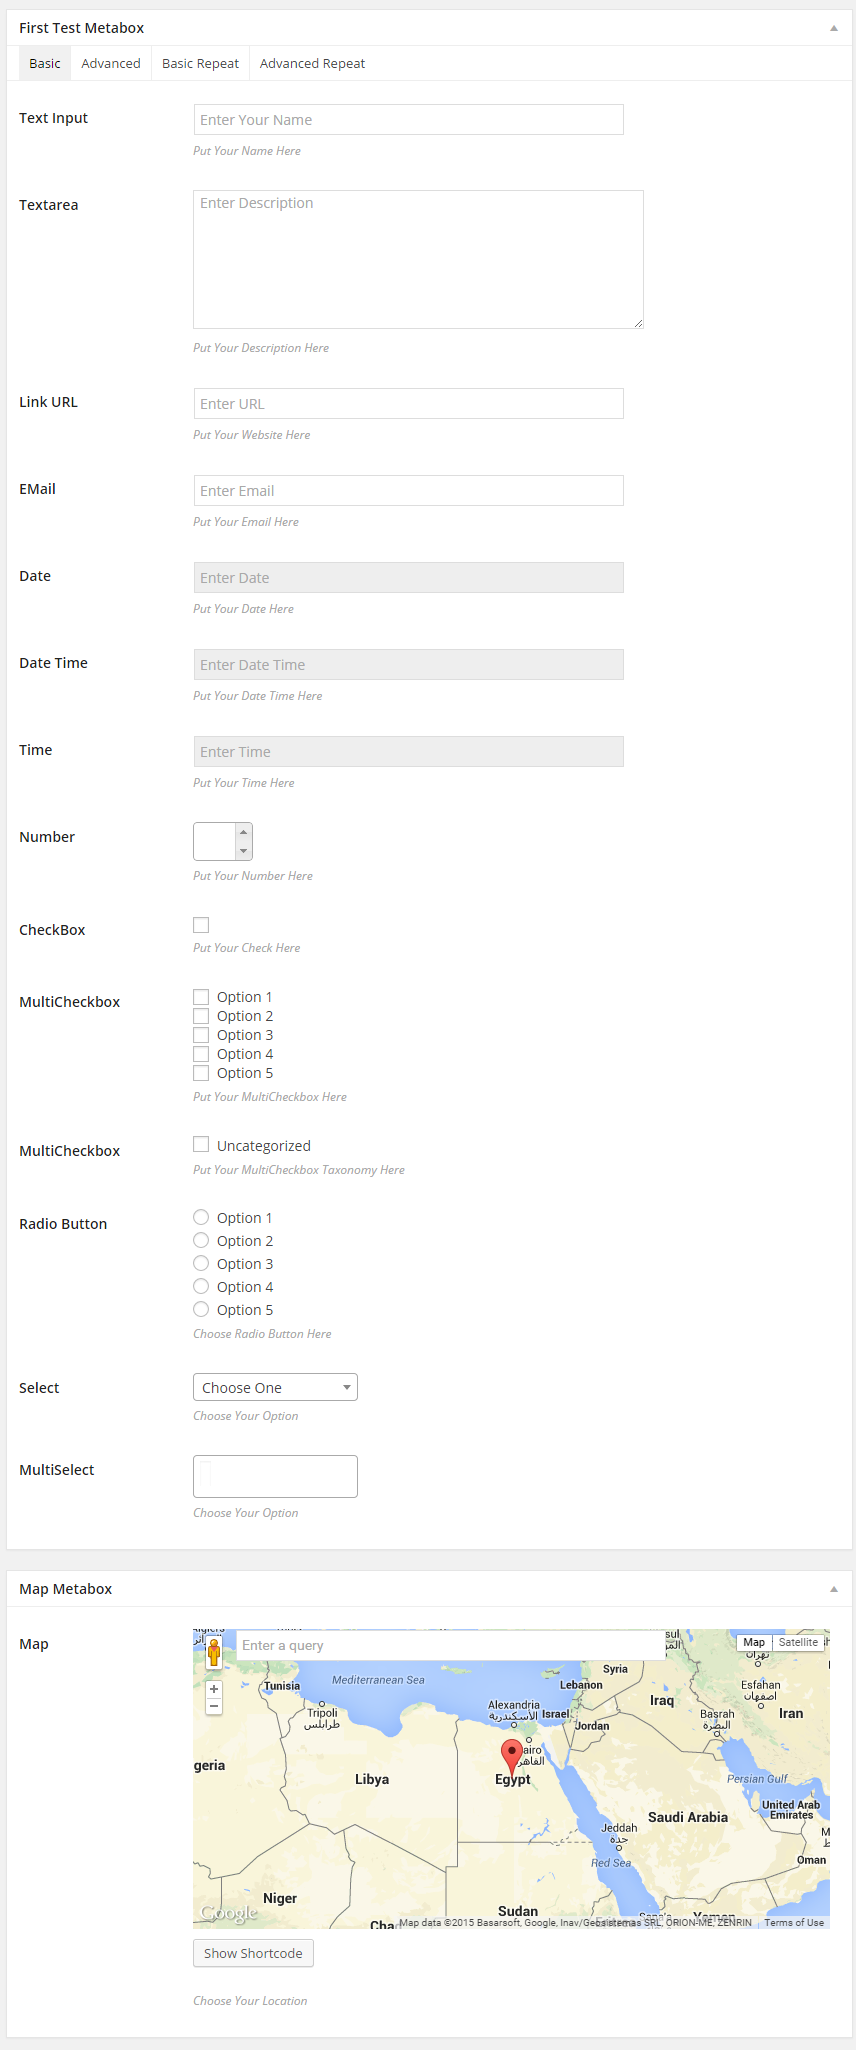 First Test Metabox
Basic Advanced Basic Repeat Advanced Repeat
Text Input
Enter Your Name
Put Your Name Here
Textarea
Enter Description
Put Your Description Here
Link URL
Enter URL
Put Your Website Here
EMail
Enter Email
Put Your Email Here
Date
Enter Date
Put Your Date Here
Date Time
Enter Date Time
Put Your Date Time Here
Time
Enter Time
Put Your Time Here
Number
Put Your Number Here
CheckBox
Put Your Check Here
MultiCheckbox
Option 1
Option 2
Option 3
Option 4
Option 5
Put Your MultiCheckbox Here
MultiCheckbox
Uncategorized
Put Your MultiCheckbox Taxonomy Here
Radio Button
Option 1
Option 2
Option 3
Option 4
Option 5
Choose Radio Button Here
Select
Choose One
Choose Your Option
MultiSelect
Choose Your Option
Map Metabox
Map
Enter a query
Map Satellite
تهران
Syria
Mediterranean Sea
Tunisia
Lebanon
Esfahan
اصفهان
Iraq
Alexandria
الأسكندرية
Israel
Tripoli
طرابلس
Basrah
البصرة
Iran
Jordan
airo
القاهرة
geria
Libya
Egypt
Persian Gulf
United Arab
Emirates
Saudi Arabia
Jeddah
جدة
Red Sea
Oman
Niger
Sudan
Google
Cha
Yemen
Map data ©2015 Basarsoft, Google, Inav/Geosistemas SRL, ORION-ME, ZENRIN
Terms of Use
Show Shortcode
Choose Your Location